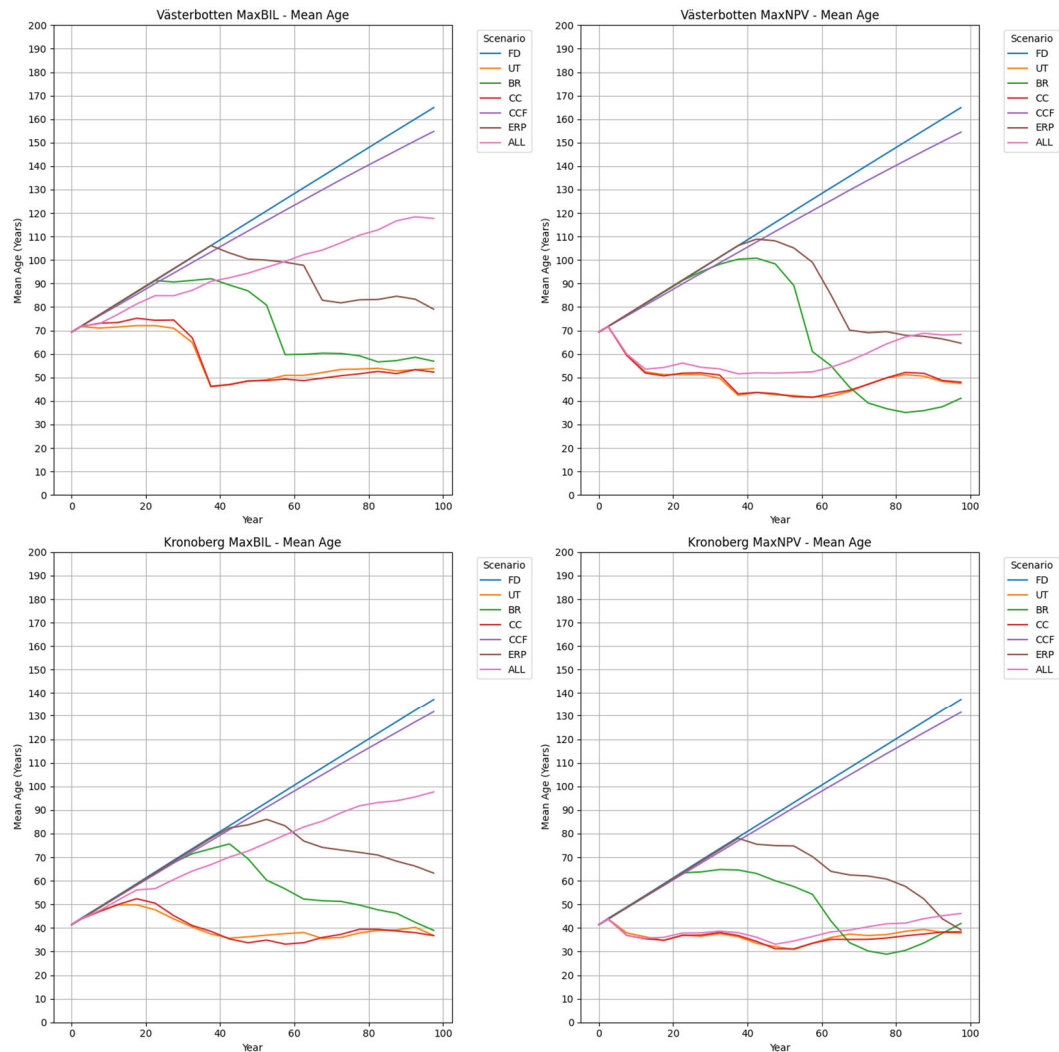 Västerbotten MaxBIL - Mean Age
200
190
180
170
160
150
140
130
120
110
100
90
80
70
60
50
40
30
20
10
0
Mean Age (Years)
0 20 40 60 80 100
Year
Scenario
FD
UT
BR
CC
CCF
ERP
ALL
Västerbotten MaxNPV - Mean Age
200
190
180
170
160
150
140
130
120
110
100
90
80
70
60
50
40
30
20
10
0
Mean Age (Years)
0 20 40 60 80 100
Year
Scenario
FD
UT
BR
CC
CCF
ERP
ALL
Kronoberg MaxBIL - Mean Age
200
190
180
170
160
150
140
130
120
110
100
90
80
70
60
50
40
30
20
10
0
Mean Age (Years)
0 20 40 60 80 100
Year
Scenario
FD
UT
BR
CC
CCF
ERP
ALL
Kronoberg MaxNPV - Mean Age
200
190
180
170
160
150
140
130
120
110
100
90
80
70
60
50
40
30
20
10
0
Mean Age (Years)
0 20 40 60 80 100
Year
Scenario
FD
UT
BR
CC
CCF
ERP
ALL